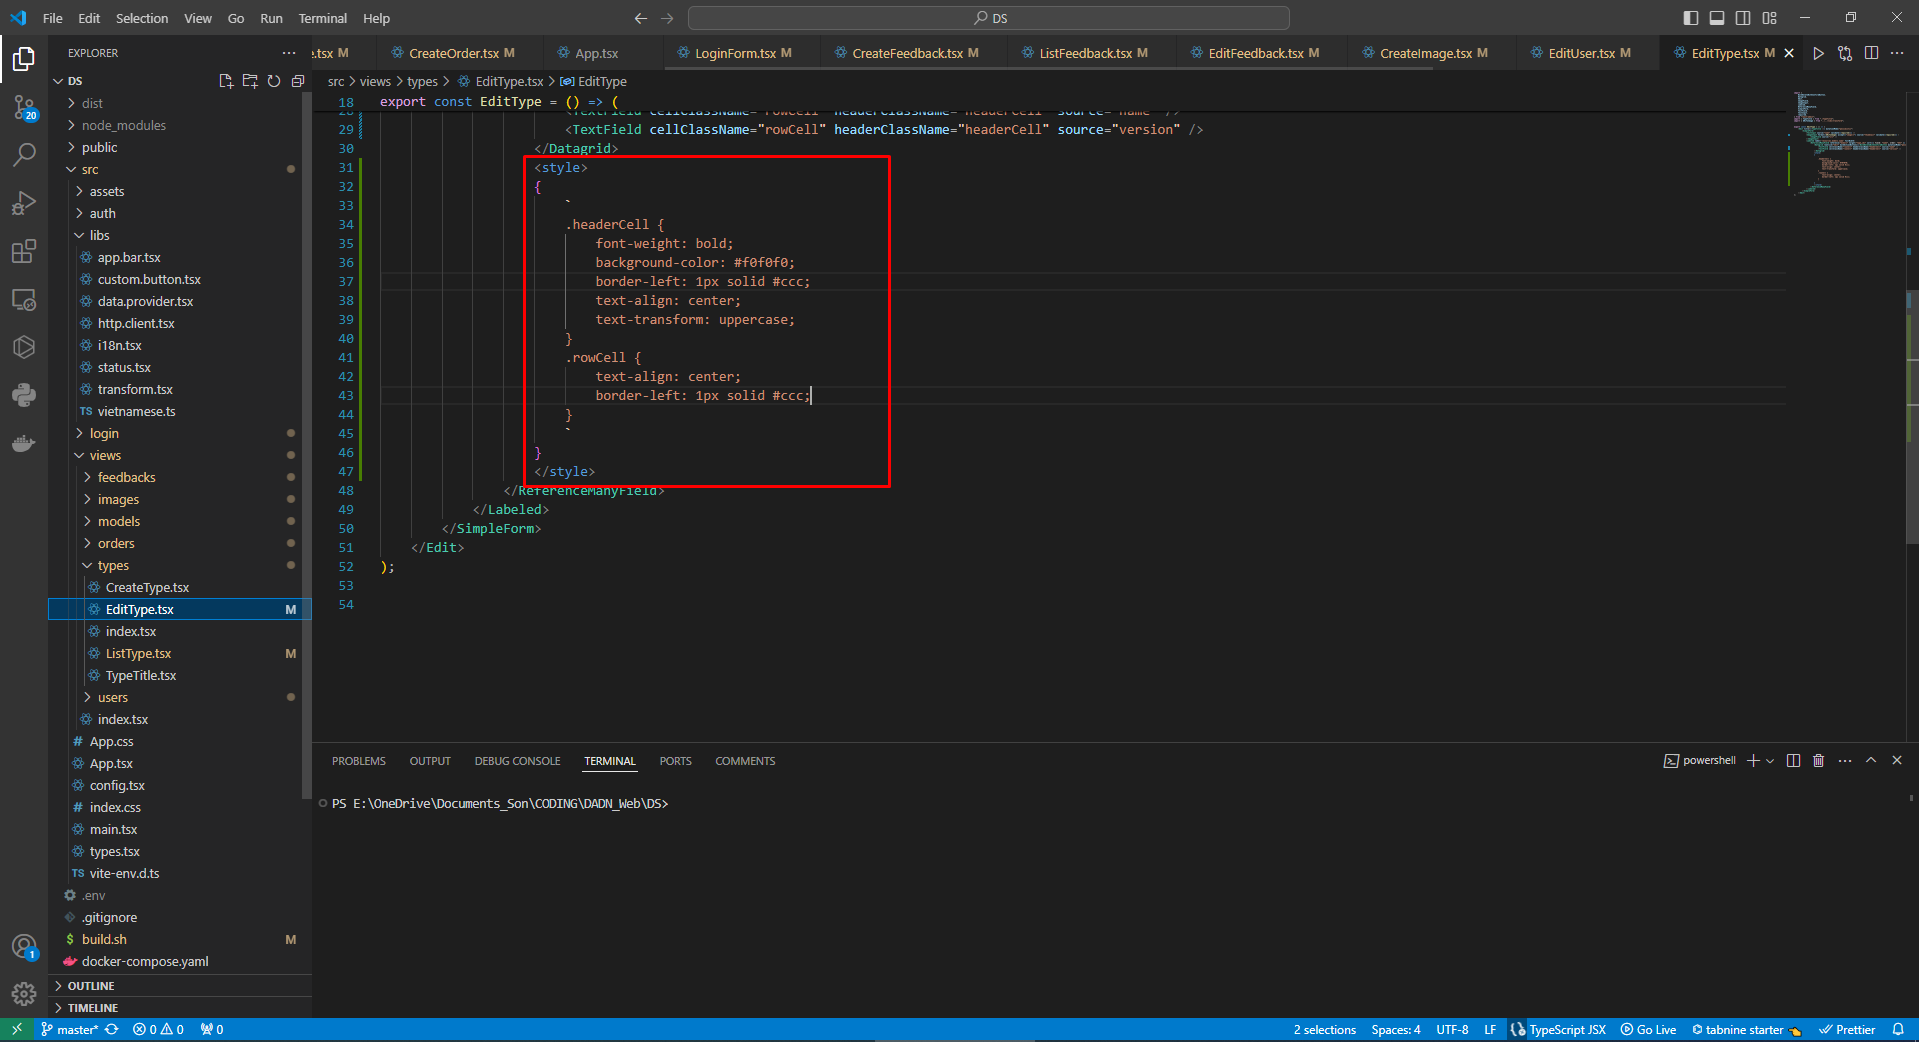 File Edit Selection View Go Run Terminal Help
DS
EXPLORER
DS
dist
node_modules
public
src
assets
auth
libs
app.bar.tsx
custom.button.tsx
data.provider.tsx
http.client.tsx
i18n.tsx
status.tsx
transform.tsx
TS vietnamese.ts
login
views
feedbacks
images
models
orders
types
CreateType.tsx
EditType.tsx M
index.tsx
ListType.tsx M
TypeTitle.tsx
users
index.tsx
# App.css
App.tsx
config.tsx
# index.css
main.tsx
types.tsx
TS vite-env.d.ts
.env
.gitignore
$ build.sh M
docker-compose.yaml
OUTLINE
TIMELINE
20
1
e.tsx M CreateOrder.tsx M App.tsx LoginForm.tsx M CreateFeedback.tsx M ListFeedback.tsx M EditFeedback.tsx M CreateImage.tsx M EditUser.tsx M EditType.tsx M
src > views > types > EditType.tsx > EditType
18 export const EditType = () => (
28 <TextField cellClassName="rowCell" headerClassName="headerCell" source="name" />
29 <TextField cellClassName="rowCell" headerClassName="headerCell" source="version" />
30 </Datagrid>
31 <style>
32 {
33 `
34 .headerCell {
35 font-weight: bold;
36 background-color: #f0f0f0;
37 border-left: 1px solid #ccc;
38 text-align: center;
39 text-transform: uppercase;
40 }
41 .rowCell {
42 text-align: center;
43 border-left: 1px solid #ccc;
44 }
45 `
46 }
47 </style>
48 </ReferenceManyField>
49 </Labeled>
50 </SimpleForm>
51 </Edit>
52 );
53
54
PROBLEMS OUTPUT DEBUG CONSOLE TERMINAL PORTS COMMENTS
powershell
PS E:\OneDrive\Documents_Son\CODING\DADN_Web\DS>
master* 0 0 0
2 selections Spaces: 4 UTF-8 LF TypeScript JSX Go Live tabnine starter Prettier